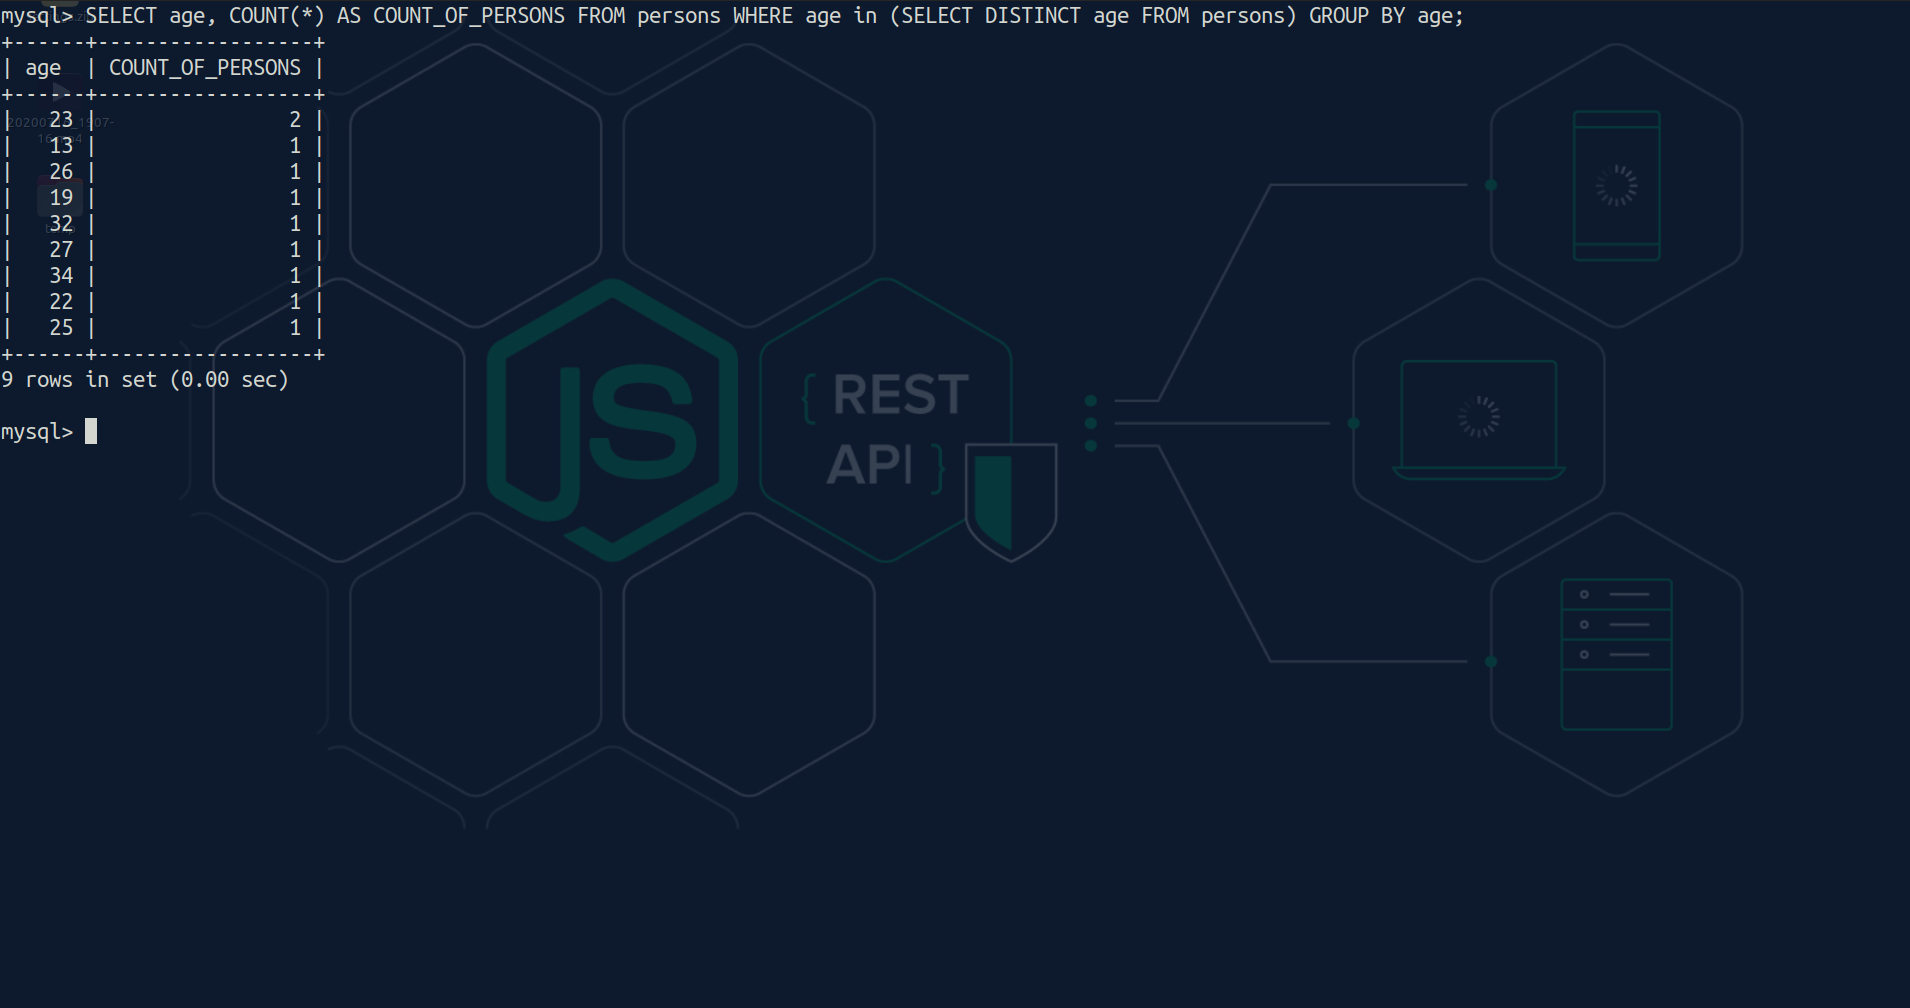 mysql> SELECT age, COUNT(*) AS COUNT_OF_PERSONS FROM persons WHERE age in (SELECT DISTINCT age FROM persons) GROUP BY age;
+------+------------------+
| age  | COUNT_OF_PERSONS |
+------+------------------+
|   23 |                2 |
|   13 |                1 |
|   26 |                1 |
|   19 |                1 |
|   32 |                1 |
|   27 |                1 |
|   34 |                1 |
|   22 |                1 |
|   25 |                1 |
+------+------------------+
9 rows in set (0.00 sec)
mysql>
JS
{ REST
API }